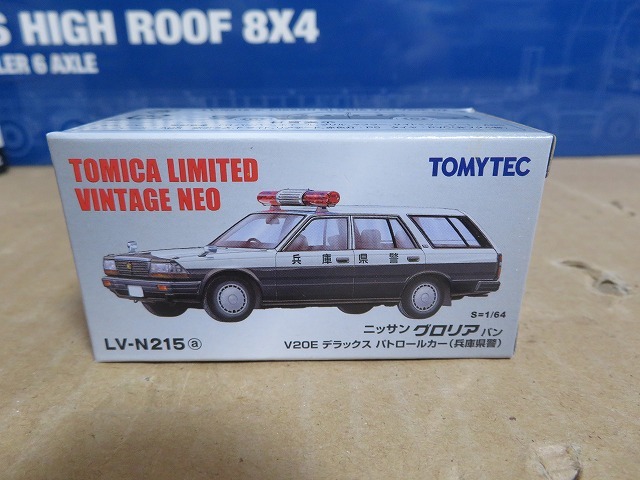 S HIGH ROOF 8X4
LER 6 AXLE
TOMICA LIMITED
VINTAGE NEO
TOMYTEC
兵庫県警
S=1/64
ニッサン グロリア バン
LV-N215 ⓐ
V20E デラックス パトロールカー(兵庫県警)